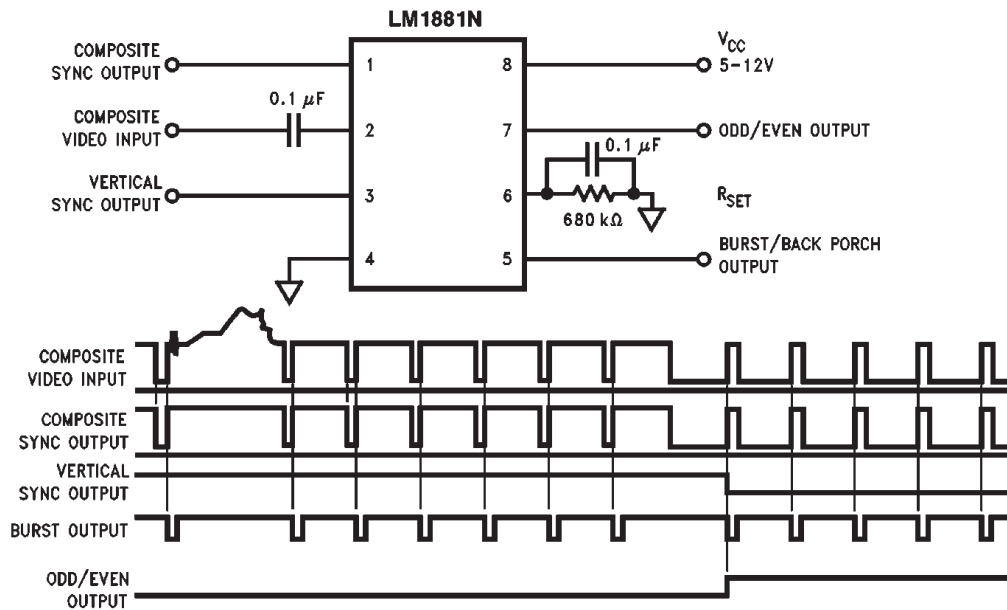 LM1881N
COMPOSITE
SYNC OUTPUT
1
8
V_CC
5–12V
0.1 µF
COMPOSITE
VIDEO INPUT
2
7
ODD/EVEN OUTPUT
0.1 µF
VERTICAL
SYNC OUTPUT
3
6
R_SET
680 kΩ
4
5
BURST/BACK PORCH
OUTPUT
COMPOSITE
VIDEO INPUT
COMPOSITE
SYNC OUTPUT
VERTICAL
SYNC OUTPUT
BURST OUTPUT
ODD/EVEN
OUTPUT